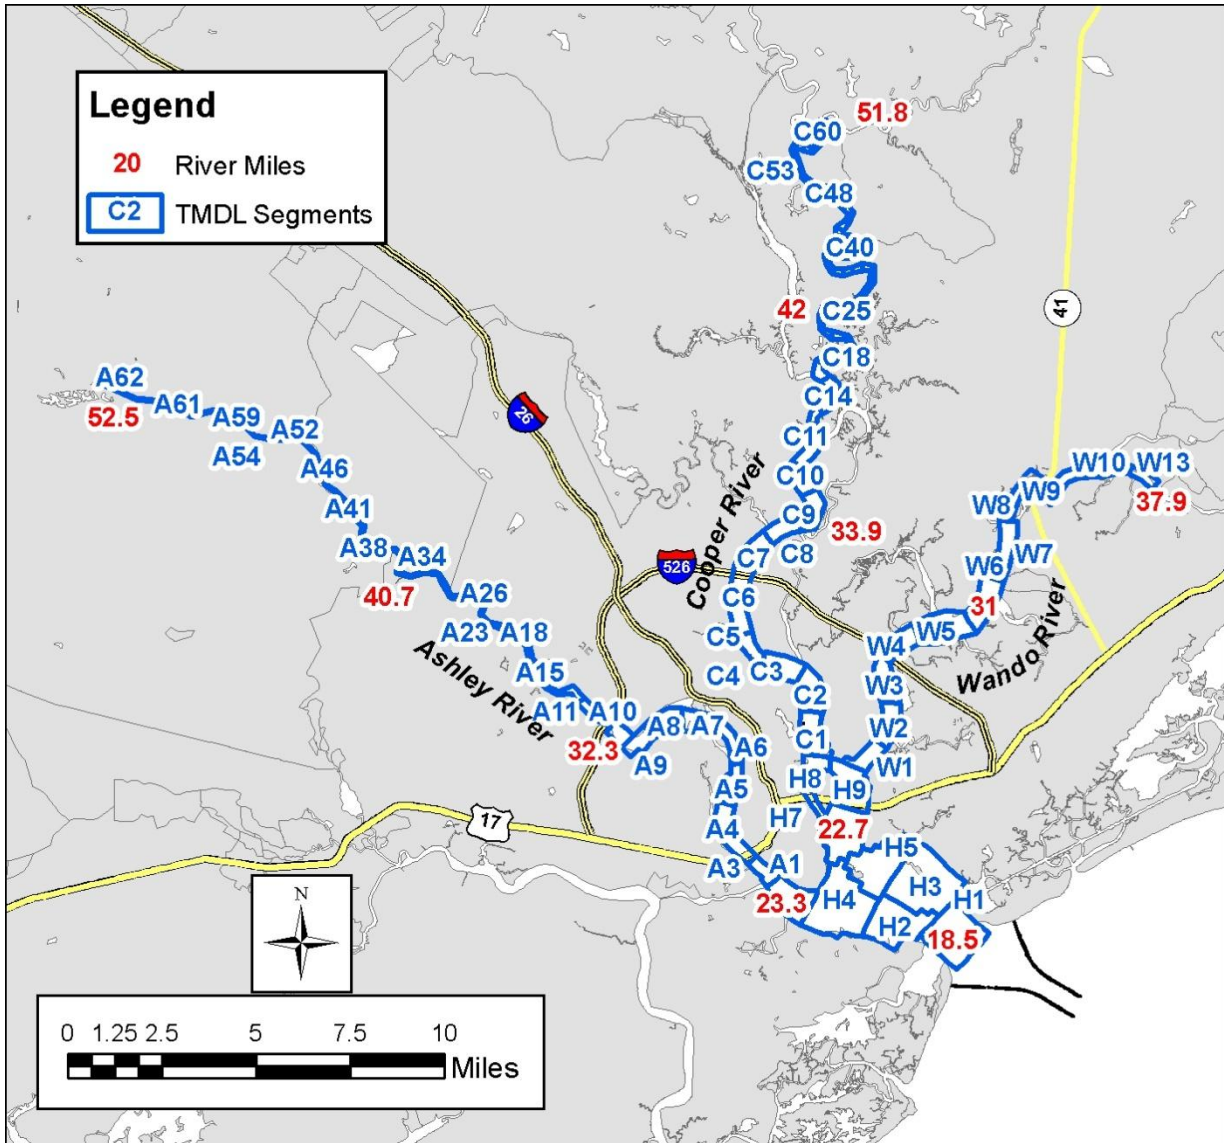 Legend
20 River Miles
C2 TMDL Segments
51.8
C60
C53
C48
C40
42
C25
41
C18
C14
C11
C10
C9
C8
33.9
Cooper River
C7
526
C6
C5
C4
C3
C2
C1
26
A62
A61
52.5
A59
A54
A52
A46
A41
A38
A34
40.7
A26
A23
A18
Ashley River
A15
A11
A10
32.3
A9
A8
A7
A6
A5
A4
A3
A1
23.3
17
W13
W10
37.9
W9
W8
W7
W6
31
Wando River
W5
W4
W3
W2
W1
H8
H9
H7
22.7
H5
H3
H1
H4
H2
18.5
N
0 1.25 2.5 5 7.5 10
Miles